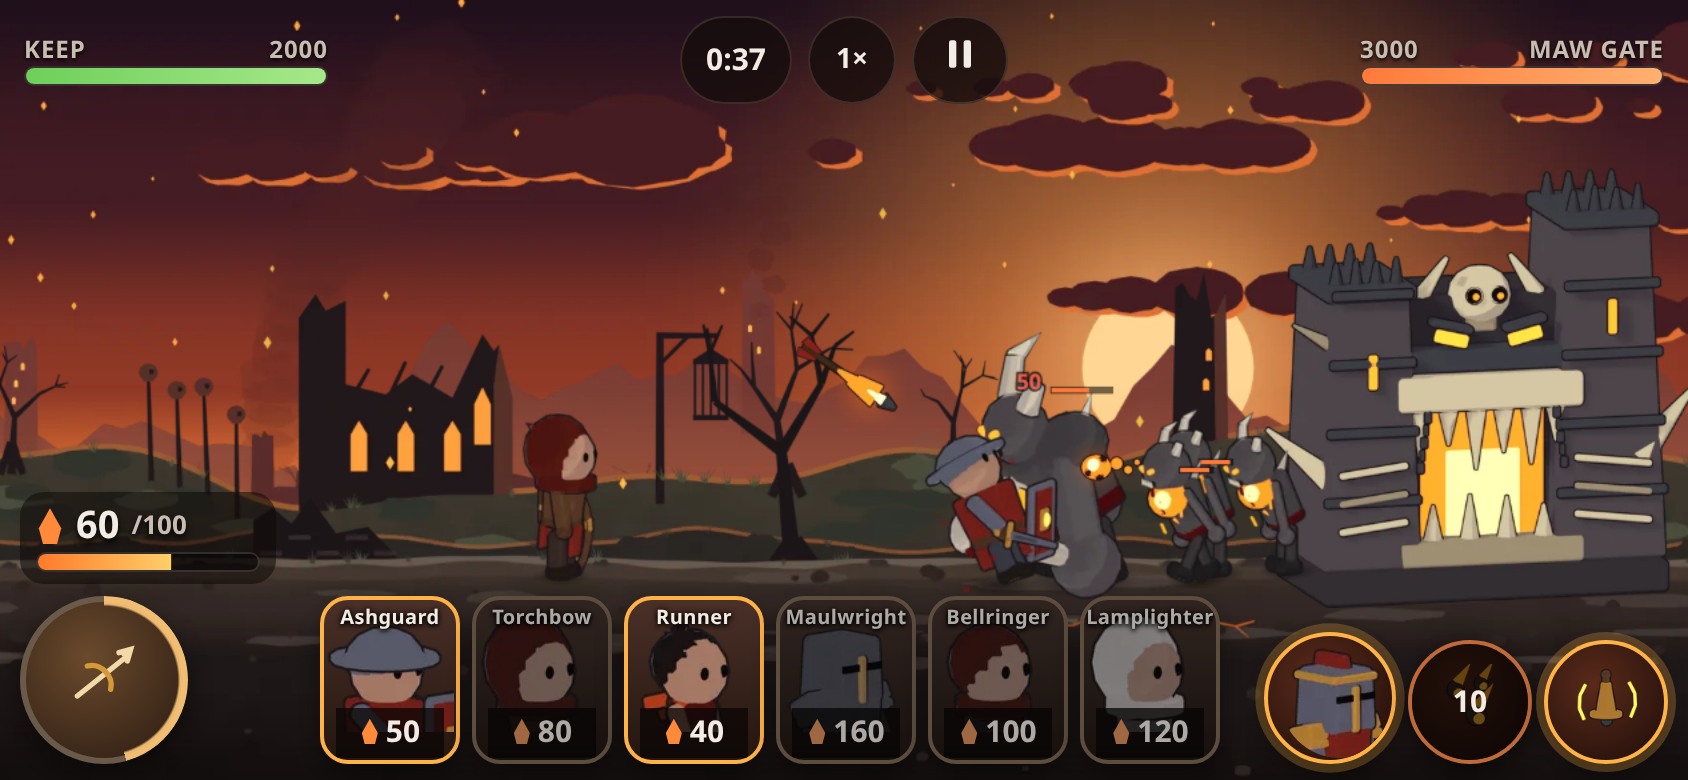 KEEP 2000
0:37
1×
3000 MAW GATE
50
60 /100
Ashguard
50
Torchbow
80
Runner
40
Maulwright
160
Bellringer
100
Lamplighter
120
10